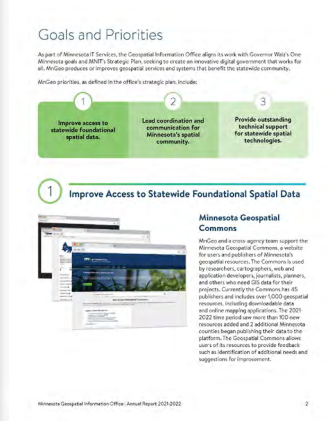 Goals and Priorities
As part of Minnesota IT Services, the Geospatial Information Office aligns its work with Governor Walz's One
Minnesota goals and MNIT's Strategic Plan, seeking to create an innovative digital government that works for
all. MnGeo produces or improves geospatial services and systems that benefit the statewide community.
MnGeo priorities, as defined in the office's strategic plan, include:
1
Improve access to
statewide foundational
spatial data.
2
Lead coordination and
communication for
Minnesota's spatial
community.
3
Provide outstanding
technical support
for statewide spatial
technologies.
1 Improve Access to Statewide Foundational Spatial Data
Minnesota Geospatial
Commons
MnGeo and a cross-agency team support the
Minnesota Geospatial Commons, a website
for users and publishers of Minnesota's
geospatial resources. The Commons is used
by researchers, cartographers, web and
application developers, journalists, planners,
and others who need GIS data for their
projects. Currently the Commons has 45
publishers and includes over 1,000 geospatial
resources, including downloadable data
and online mapping applications. The 2021-
2022 time period saw more than 100 new
resources added and 2 additional Minnesota
counties began publishing their data to the
platform. The Geospatial Commons allows
users of its resources to provide feedback
such as identification of additional needs and
suggestions for improvement.
Minnesota Geospatial Information Office | Annual Report 2021-2022
2